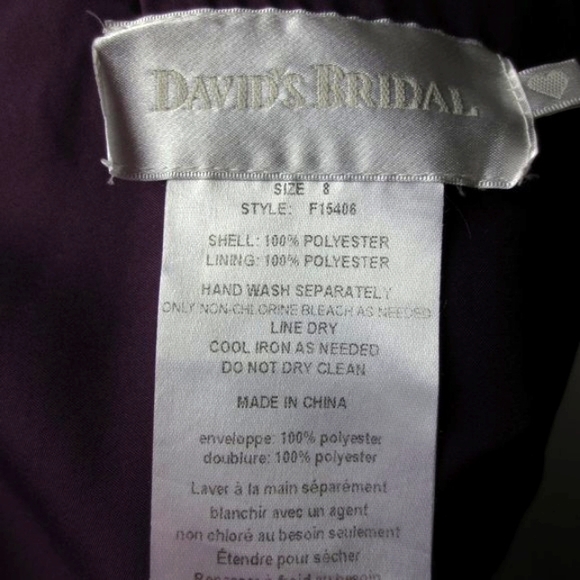 DAVID'S BRIDAL
SIZE 8
STYLE: F15406
SHELL: 100% POLYESTER
LINING: 100% POLYESTER
HAND WASH SEPARATELY
ONLY NON-CHLORINE BLEACH AS NEEDED
LINE DRY
COOL IRON AS NEEDED
DO NOT DRY CLEAN
MADE IN CHINA
enveloppe: 100% polyester
doublure: 100% polyester
Laver à la main séparément
blanchir avec un agent
non chloré au besoin seulement
Étendre pour sécher